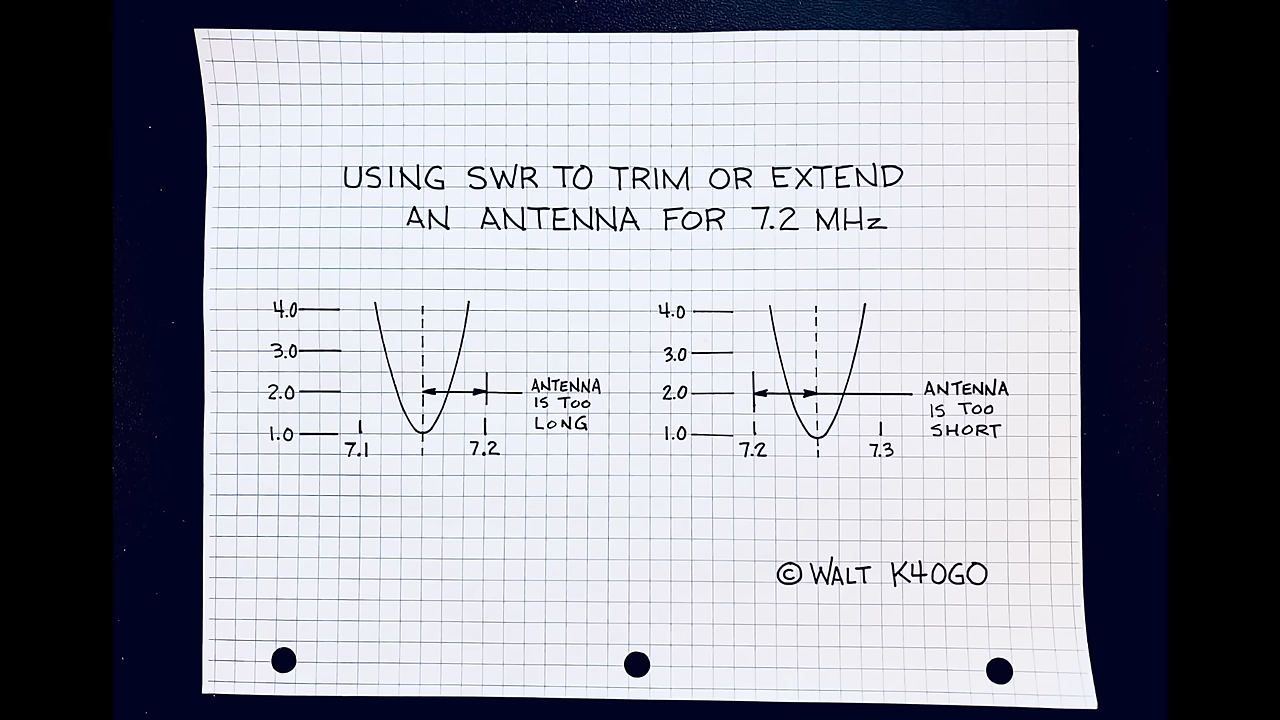 USING SWR TO TRIM OR EXTEND
AN ANTENNA FOR 7.2 MHz
4.0
3.0
2.0
1.0
7.1
7.2
ANTENNA
IS TOO
LONG
4.0
3.0
2.0
1.0
7.2
7.3
ANTENNA
IS TOO
SHORT
© WALT K4OGO